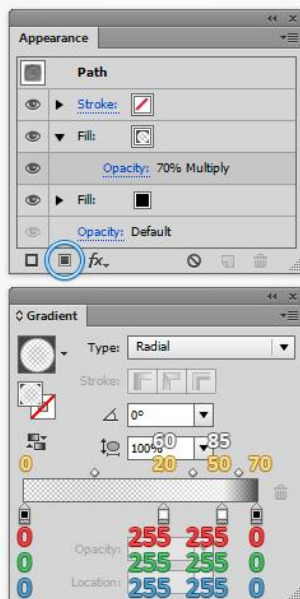 Appearance
Path
Stroke:
Fill:
Opacity: 70% Multiply
Fill:
Opacity: Default
fx
Gradient
Type: Radial
Stroke: F F F
0°
100%
60 85
0 20 50 70
0 255 255 0
Opacity:
0 255 255 0
Location:
0 255 255 0